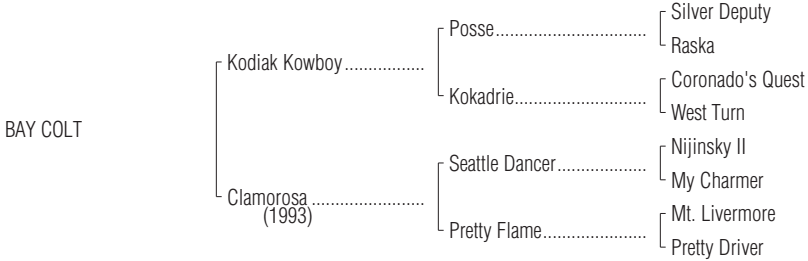 Silver Deputy
Posse..................................
Raska
Kodiak Kowboy.................
Coronado's Quest
Kokadrie..............................
West Turn
BAY COLT
Nijinsky II
Seattle Dancer.....................
My Charmer
Clamorosa........................
(1993)
Mt. Livermore
Pretty Flame........................
Pretty Driver